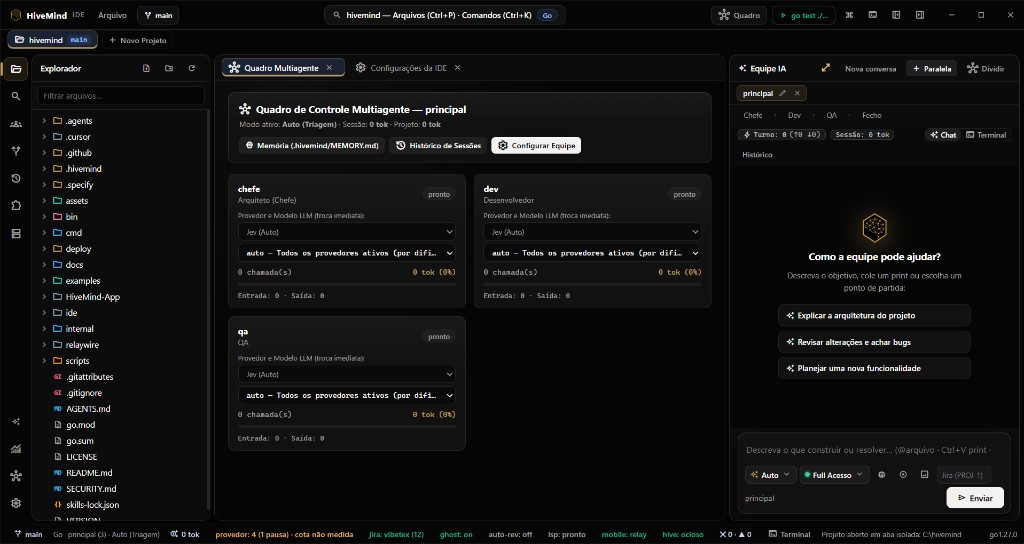 HiveMind IDE Arquivo main hivemind — Arquivos (Ctrl+P) · Comandos (Ctrl+K) Go Quadro go test ./...
hivemind main + Novo Projeto
Explorador
Filtrar arquivos...
.agents
.cursor
.github
.hivemind
.specify
assets
bin
cmd
deploy
docs
examples
HiveMind-App
ide
internal
relaywire
scripts
.gitattributes
.gitignore
AGENTS.md
go.mod
go.sum
LICENSE
README.md
SECURITY.md
skills-lock.json
VERSION
Quadro Multiagente × Configurações da IDE ×
Quadro de Controle Multiagente — principal
Modo ativo: Auto (Triagem) · Sessão: 0 tok · Projeto: 0 tok
Memória (.hivemind/MEMORY.md) Histórico de Sessões Configurar Equipe
chefe pronto
Arquiteto (Chefe)
Provedor e Modelo LLM (troca imediata):
Jev (Auto)
auto — Todos os provedores ativos (por difi…
0 chamada(s) 0 tok (0%)
Entrada: 0 · Saída: 0
dev pronto
Desenvolvedor
Provedor e Modelo LLM (troca imediata):
Jev (Auto)
auto — Todos os provedores ativos (por difi…
0 chamada(s) 0 tok (0%)
Entrada: 0 · Saída: 0
qa pronto
QA
Provedor e Modelo LLM (troca imediata):
Jev (Auto)
auto — Todos os provedores ativos (por difi…
0 chamada(s) 0 tok (0%)
Entrada: 0 · Saída: 0
Equipe IA Nova conversa + Paralela Dividir
principal ×
Chefe › Dev › QA › Fecho
Turno: 0 (↑0 ↓0) Sessão: 0 tok Chat Terminal
Histórico
Como a equipe pode ajudar?
Descreva o objetivo, cole um print ou escolha um
ponto de partida:
Explicar a arquitetura do projeto
Revisar alterações e achar bugs
Planejar uma nova funcionalidade
Descreva o que construir ou resolver... (@arquivo · Ctrl+V print ·
Auto Full Acesso Jira (PROJ-1)
principal Enviar
main Go principal (3) · Auto (Triagem) 0 tok provedor: 4 (1 pausa) · cota não medida Jira: vibetex (12) ghost: on auto-rev: off lsp: pronto mobile: relay hive: ocioso × 0 · ▲ 0 Terminal Projeto aberto em aba isolada: C:\hivemind go1.27.0